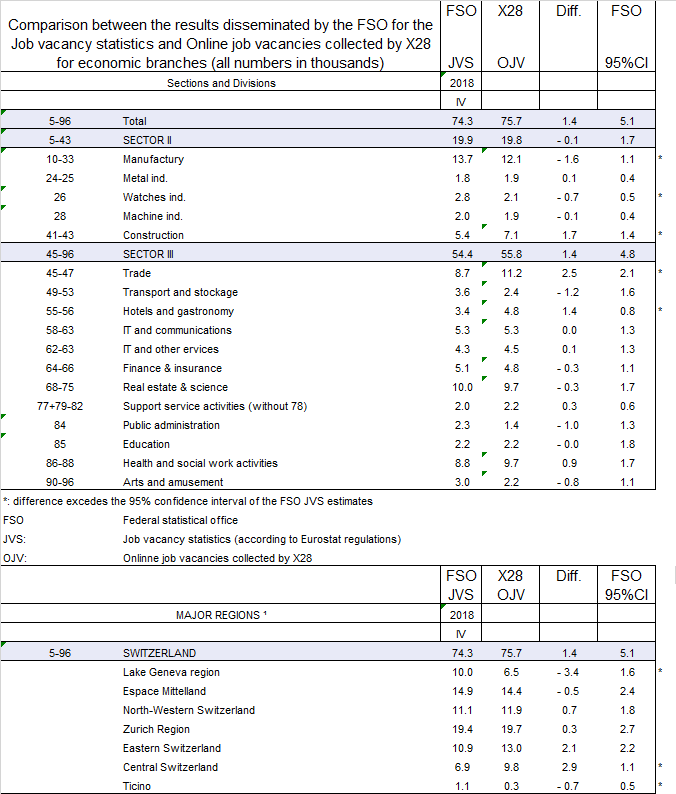 Comparison between the results disseminated by the FSO for the FSO X28 Diff. FSO
Job vacancy statistics and Online job vacancies collected by X28
for economic branches (all numbers in thousands) JVS OJV 95%CI
Sections and Divisions 2018
IV
5-96 Total 74.3 75.7 1.4 5.1
5-43 SECTOR II 19.9 19.8 - 0.1 1.7
10-33 Manufactury 13.7 12.1 - 1.6 1.1 *
24-25 Metal ind. 1.8 1.9 0.1 0.4
26 Watches ind. 2.8 2.1 - 0.7 0.5 *
28 Machine ind. 2.0 1.9 - 0.1 0.4
41-43 Construction 5.4 7.1 1.7 1.4 *
45-96 SECTOR III 54.4 55.8 1.4 4.8
45-47 Trade 8.7 11.2 2.5 2.1 *
49-53 Transport and stockage 3.6 2.4 - 1.2 1.6
55-56 Hotels and gastronomy 3.4 4.8 1.4 0.8 *
58-63 IT and communications 5.3 5.3 0.0 1.3
62-63 IT and other ervices 4.3 4.5 0.1 1.3
64-66 Finance & insurance 5.1 4.8 - 0.3 1.1
68-75 Real estate & science 10.0 9.7 - 0.3 1.7
77+79-82 Support service activities (without 78) 2.0 2.2 0.3 0.6
84 Public administration 2.3 1.4 - 1.0 1.3
85 Education 2.2 2.2 - 0.0 1.8
86-88 Health and social work activities 8.8 9.7 0.9 1.7
90-96 Arts and amusement 3.0 2.2 - 0.8 1.1
*: difference excedes the 95% confidence interval of the FSO JVS estimates
FSO Federal statistical office
JVS: Job vacancy statistics (according to Eurostat regulations)
OJV: Onlinne job vacancies collected by X28
FSO X28 Diff. FSO
JVS OJV 95%CI
MAJOR REGIONS ¹ 2018
IV
5-96 SWITZERLAND 74.3 75.7 1.4 5.1
Lake Geneva region 10.0 6.5 - 3.4 1.6 *
Espace Mittelland 14.9 14.4 - 0.5 2.4
North-Western Switzerland 11.1 11.9 0.7 1.8
Zurich Region 19.4 19.7 0.3 2.7
Eastern Switzerland 10.9 13.0 2.1 2.2
Central Switzerland 6.9 9.8 2.9 1.1 *
Ticino 1.1 0.3 - 0.7 0.5 *